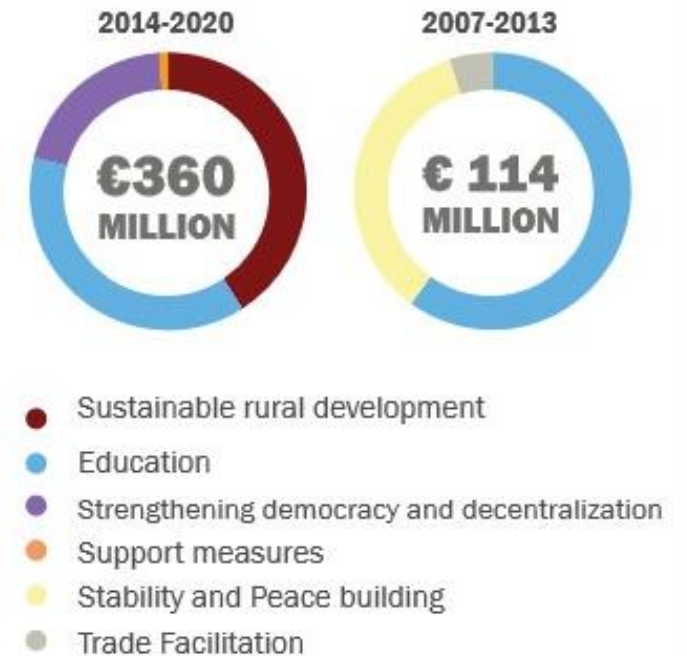 2014-2020
2007-2013
€360
MILLION
€ 114
MILLION
Sustainable rural development
Education
Strengthening democracy and decentralization
Support measures
Stability and Peace building
Trade Facilitation